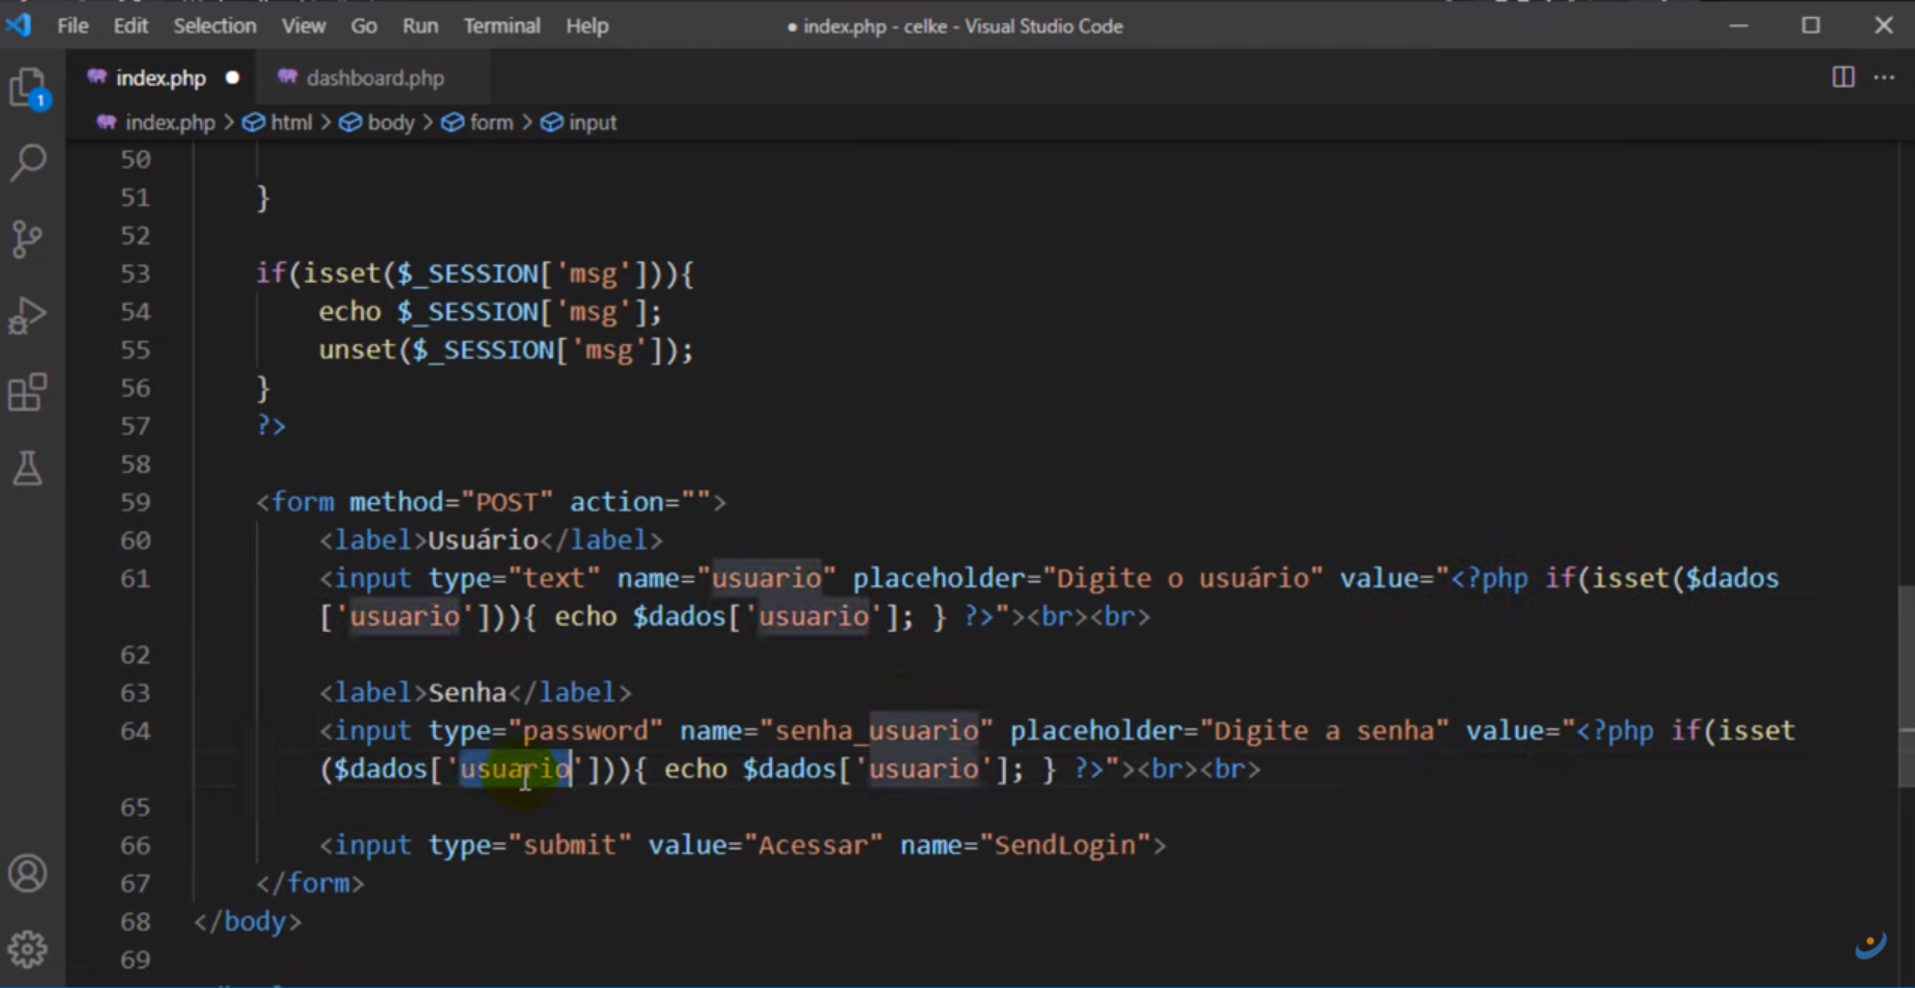 File Edit Selection View Go Run Terminal Help ● index.php - celke - Visual Studio Code
index.php ● dashboard.php ···
1
index.php > html > body > form > input
50
51 }
52
53 if(isset($_SESSION['msg'])){
54 echo $_SESSION['msg'];
55 unset($_SESSION['msg']);
56 }
57 ?>
58
59 <form method="POST" action="">
60 <label>Usuário</label>
61 <input type="text" name="usuario" placeholder="Digite o usuário" value="<?php if(isset($dados
['usuario'])){ echo $dados['usuario']; } ?>"><br><br>
62
63 <label>Senha</label>
64 <input type="password" name="senha_usuario" placeholder="Digite a senha" value="<?php if(isset
($dados['usuario'])){ echo $dados['usuario']; } ?>"><br><br>
65
66 <input type="submit" value="Acessar" name="SendLogin">
67 </form>
68 </body>
69